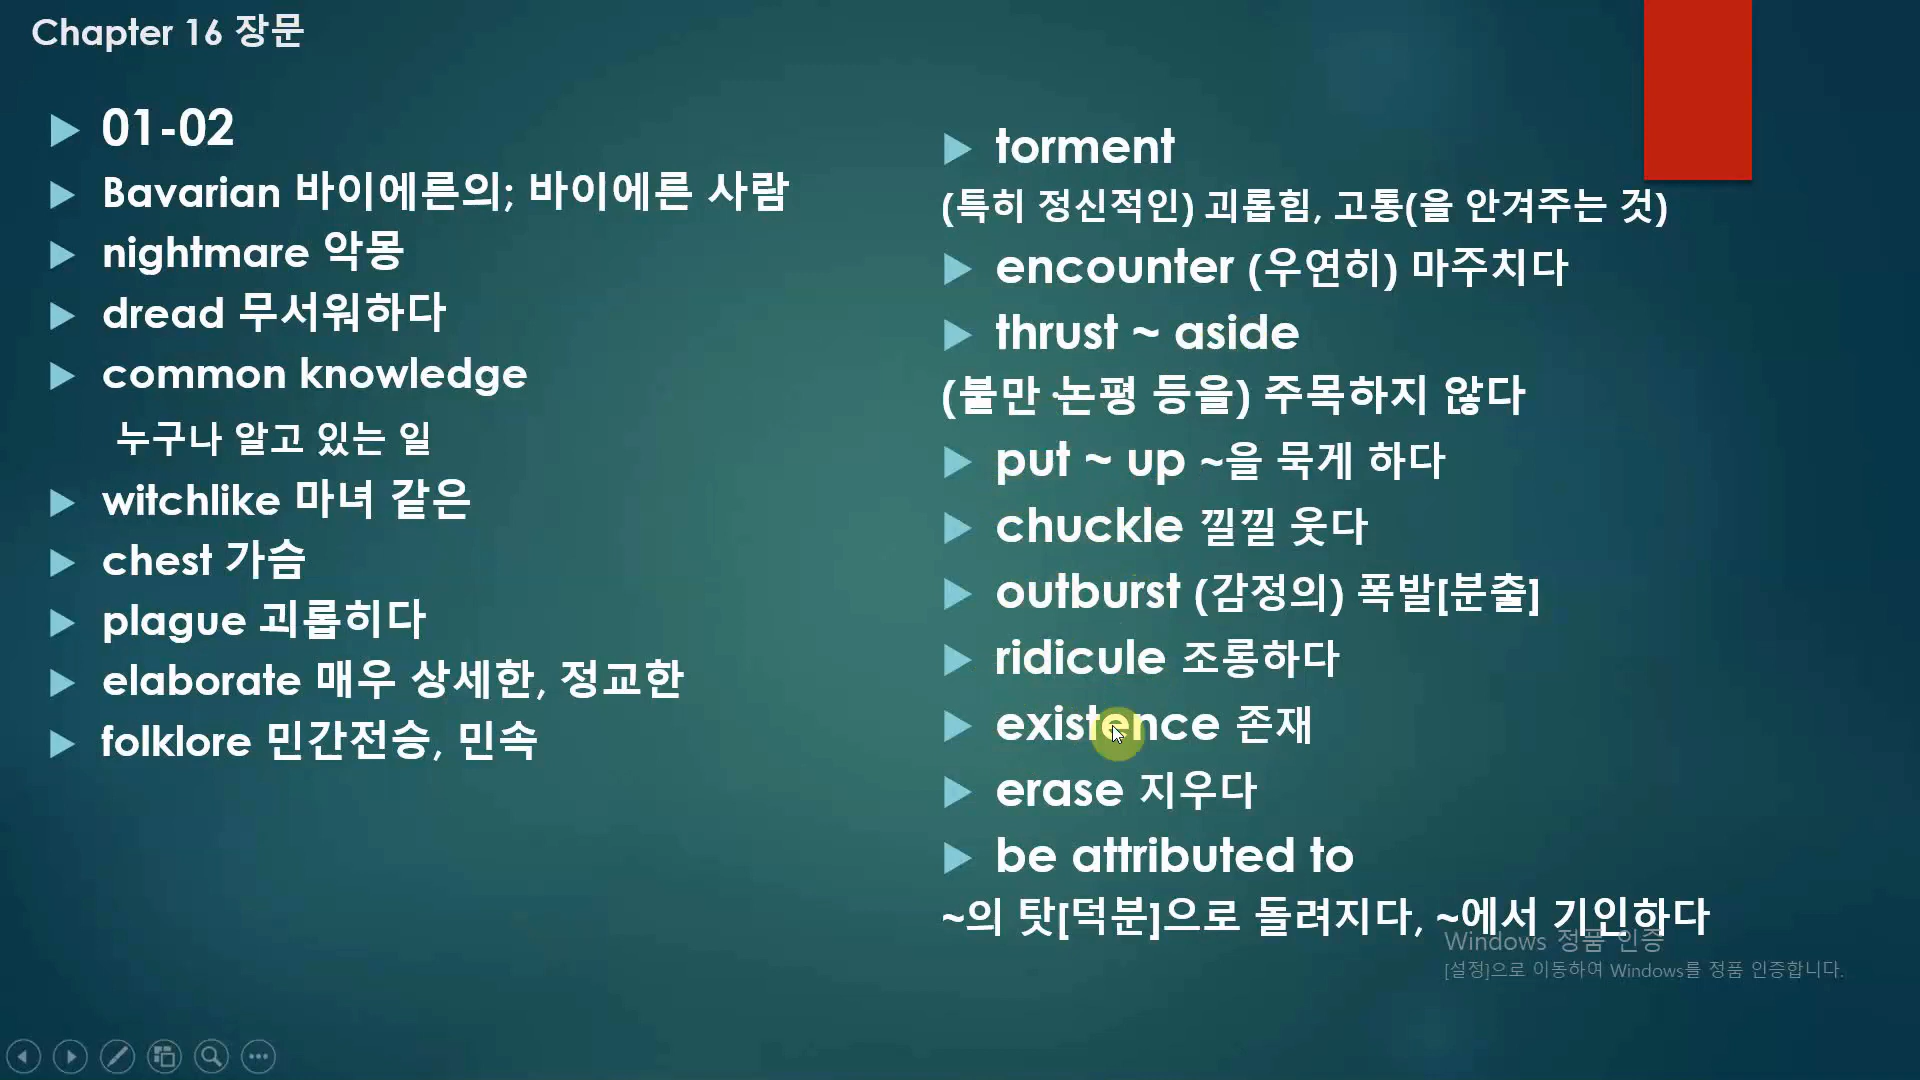 Chapter 16 장문
01-02
Bavarian 바이에른의; 바이에른 사람
nightmare 악몽
dread 무서워하다
common knowledge
누구나 알고 있는 일
witchlike 마녀 같은
chest 가슴
plague 괴롭히다
elaborate 매우 상세한, 정교한
folklore 민간전승, 민속
torment
(특히 정신적인) 괴롭힘, 고통(을 안겨주는 것)
encounter (우연히) 마주치다
thrust ~ aside
(불만·논평 등을) 주목하지 않다
put ~ up ~을 묵게 하다
chuckle 낄낄 웃다
outburst (감정의) 폭발[분출]
ridicule 조롱하다
existence 존재
erase 지우다
be attributed to
~의 탓[덕분]으로 돌려지다, ~에서 기인하다
Windows 정품 인증
[설정]으로 이동하여 Windows를 정품 인증합니다.